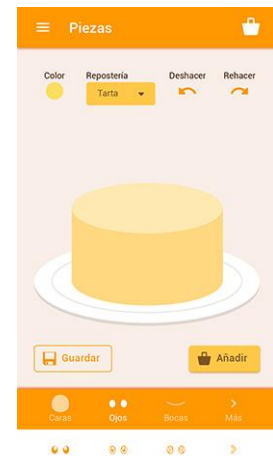 Piezas
Color Repostería Deshacer Rehacer
Tarta
Guardar Añadir
Caras Ojos Bocas Más